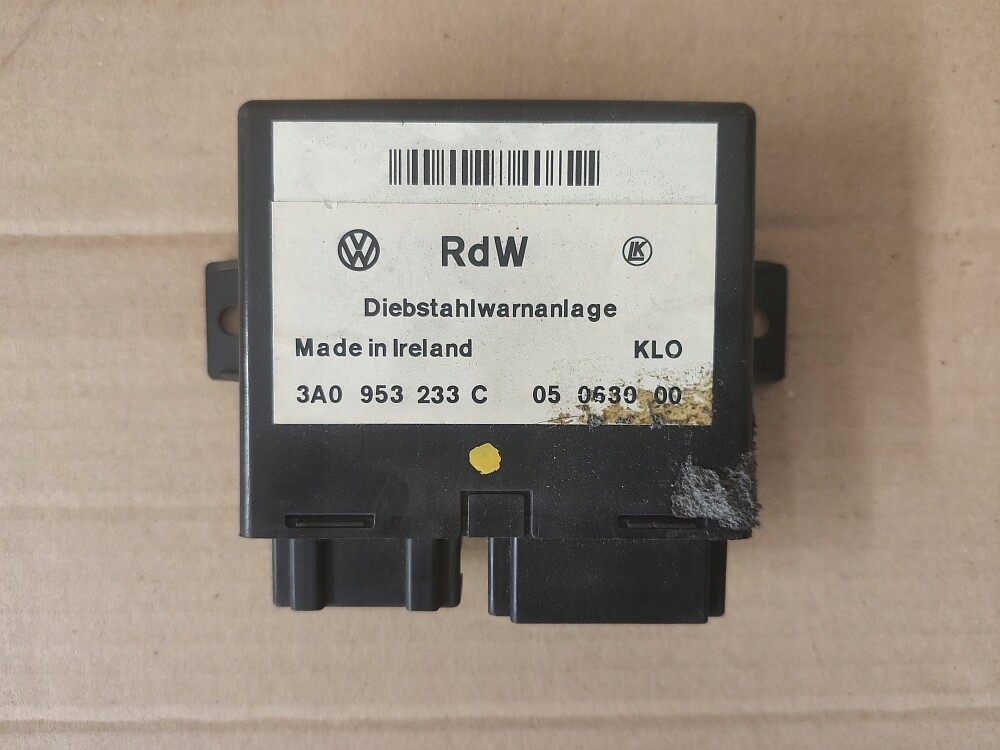 RdW
Diebstahlwarnanlage
Made in Ireland KLO
3A0 953 233 C 05 0630 00